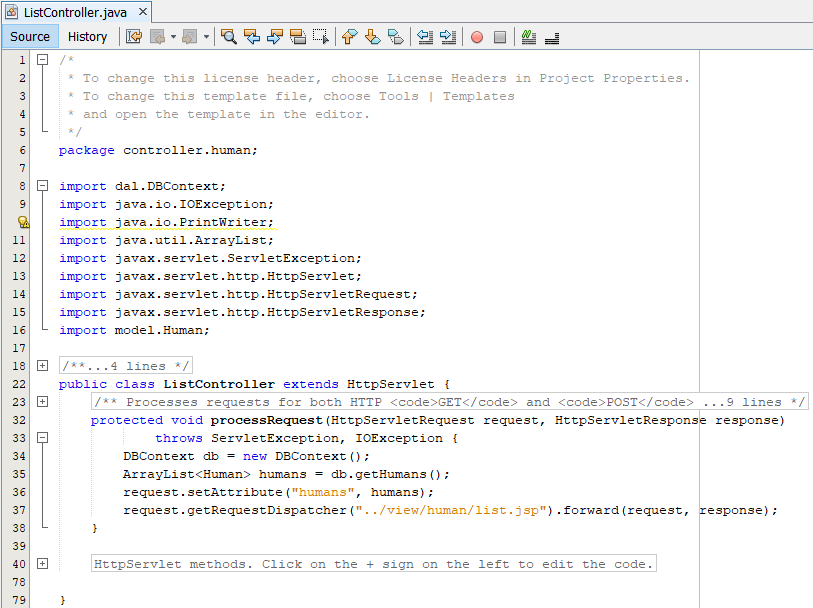 ListController.java
Source History
1 /*
2  * To change this license header, choose License Headers in Project Properties.
3  * To change this template file, choose Tools | Templates
4  * and open the template in the editor.
5  */
6 package controller.human;
7
8 import dal.DBContext;
9 import java.io.IOException;
import java.io.PrintWriter;
11 import java.util.ArrayList;
12 import javax.servlet.ServletException;
13 import javax.servlet.http.HttpServlet;
14 import javax.servlet.http.HttpServletRequest;
15 import javax.servlet.http.HttpServletResponse;
16 import model.Human;
17
18 /**...4 lines */
22 public class ListController extends HttpServlet {
23     /** Processes requests for both HTTP <code>GET</code> and <code>POST</code> ...9 lines */
32     protected void processRequest(HttpServletRequest request, HttpServletResponse response)
33             throws ServletException, IOException {
34         DBContext db = new DBContext();
35         ArrayList<Human> humans = db.getHumans();
36         request.setAttribute("humans", humans);
37         request.getRequestDispatcher("../view/human/list.jsp").forward(request, response);
38     }
39
40     HttpServlet methods. Click on the + sign on the left to edit the code.
78
79 }